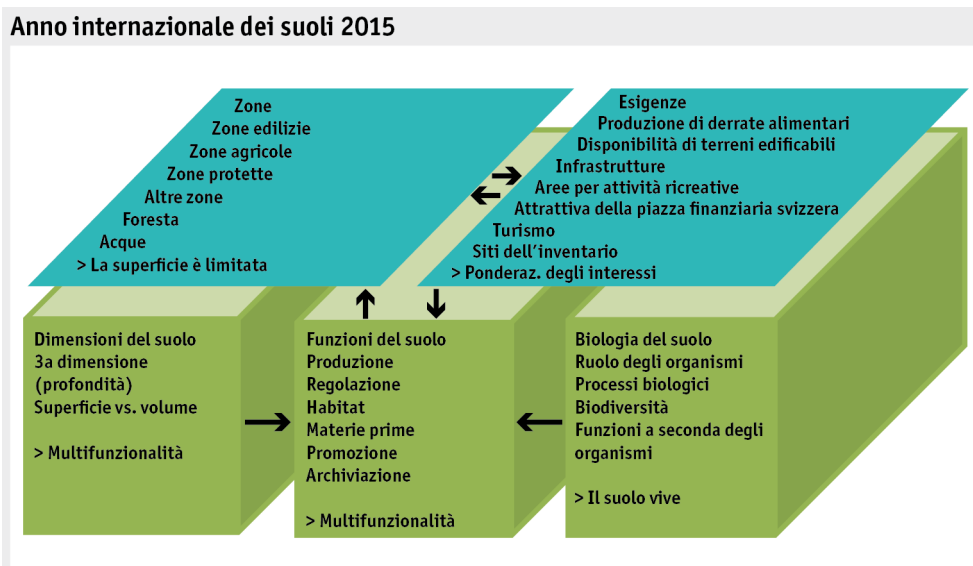 Anno internazionale dei suoli 2015
Zone
Zone edilizie
Zone agricole
Zone protette
Altre zone
Foresta
Acque
> La superficie è limitata
Esigenze
Produzione di derrate alimentari
Disponibilità di terreni edificabili
Infrastrutture
Aree per attività ricreative
Attrattiva della piazza finanziaria svizzera
Turismo
Siti dell'inventario
> Ponderaz. degli interessi
Dimensioni del suolo
3a dimensione
(profondità)
Superficie vs. volume
> Multifunzionalità
Funzioni del suolo
Produzione
Regolazione
Habitat
Materie prime
Promozione
Archiviazione
> Multifunzionalità
Biologia del suolo
Ruolo degli organismi
Processi biologici
Biodiversità
Funzioni a seconda degli
organismi
> Il suolo vive